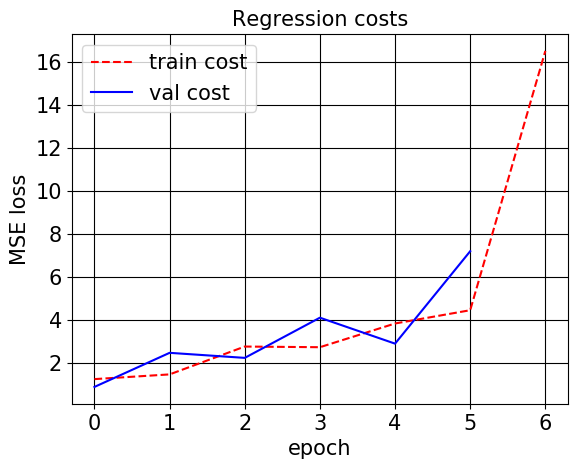 Regression costs
train cost
val cost
MSE loss
16
14
12
10
8
6
4
2
0 1 2 3 4 5 6
epoch